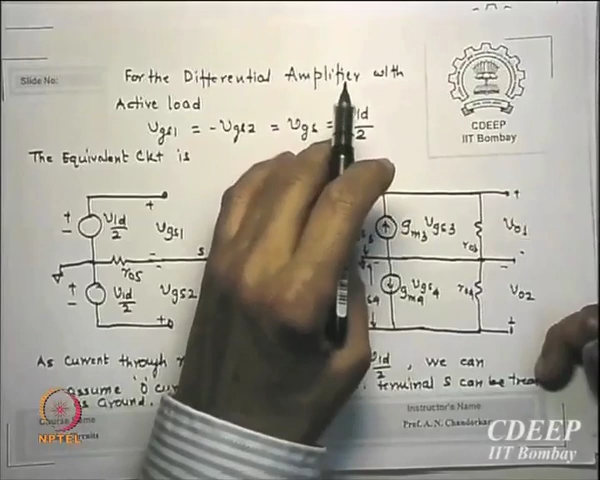 Slide No:
For the Differential Amplifier with
Active load
CDEEP
IIT Bombay
Vgs1 = -Vgs2 = Vgs = Vid/2
The Equivalent Ckt is
+ + +
- Vid/2 Vgs1 gm3 Vgs3 ro3 Vo1
ro5 - S -
+ - Vid/2 Vgs2 gm4 Vgs4 ro4 Vo2
+ +
As current through Vid/2, we can
assume '0' terminal S can be
as ground.
Course Name
Instructor's Name
Prof. A. N. Chandorkar
NPTEL
CDEEP
IIT Bombay